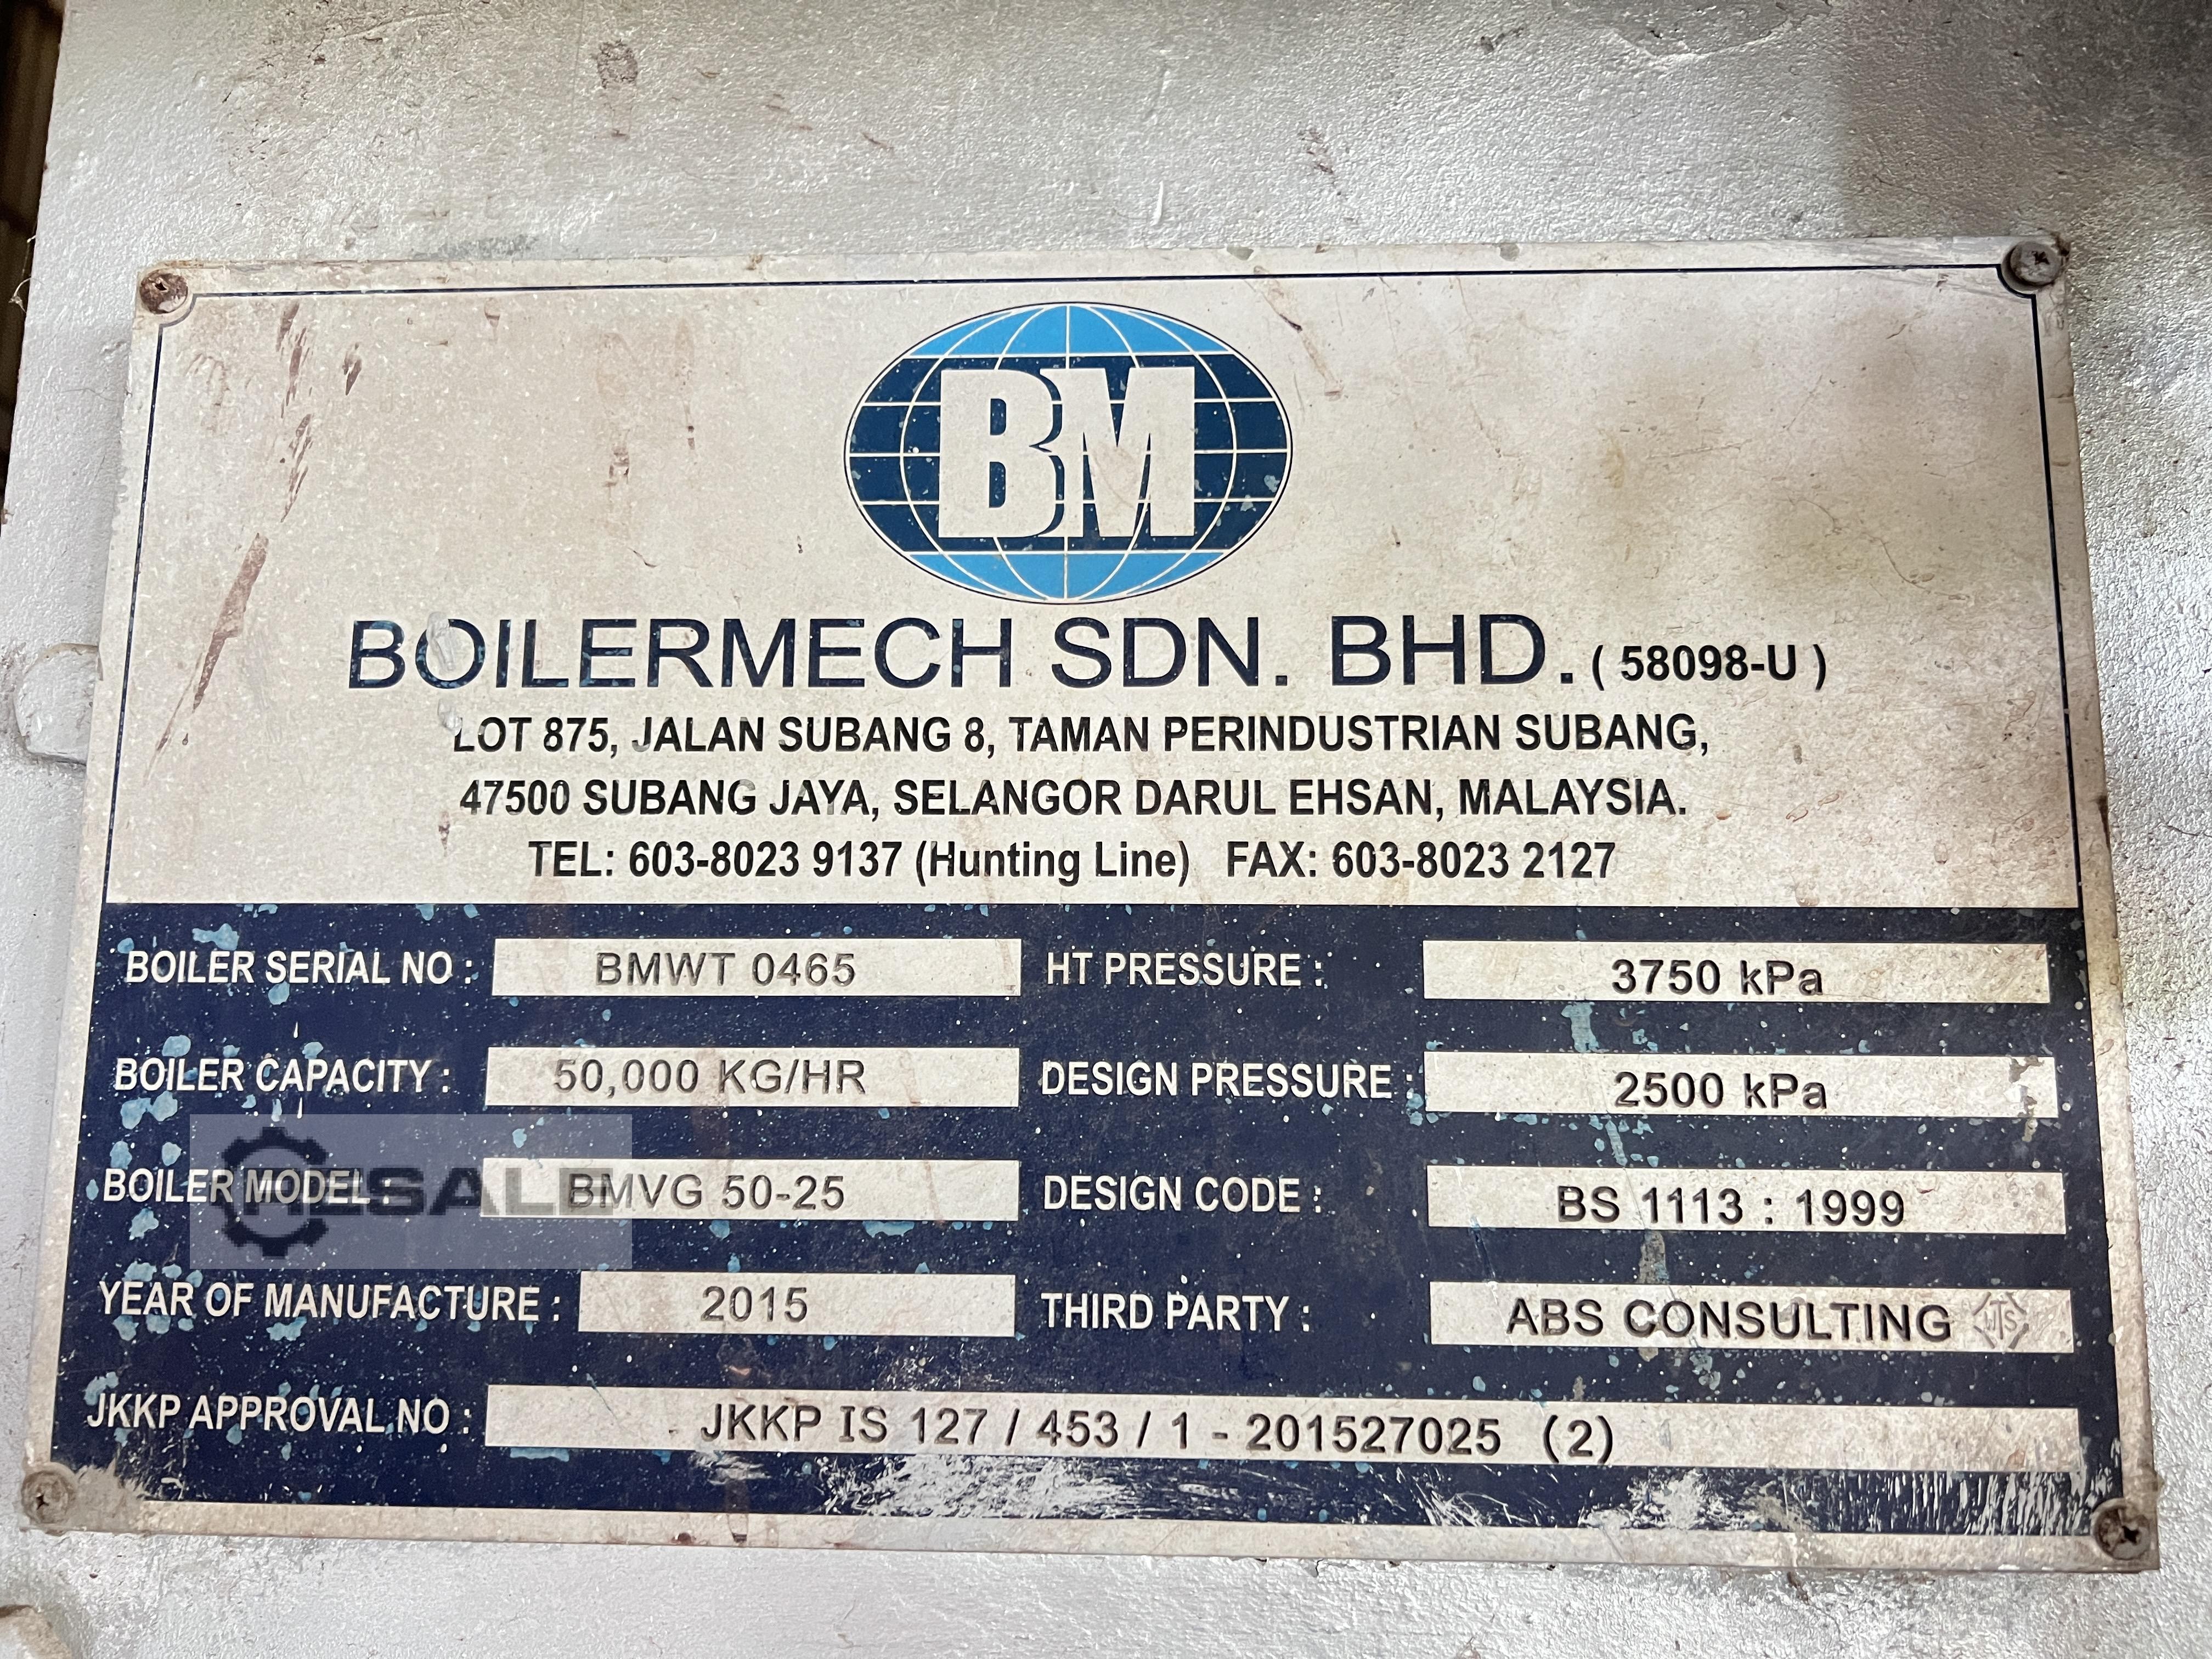 BM
BOILERMECH SDN. BHD. ( 58098-U )
LOT 875, JALAN SUBANG 8, TAMAN PERINDUSTRIAN SUBANG,
47500 SUBANG JAYA, SELANGOR DARUL EHSAN, MALAYSIA.
TEL: 603-8023 9137 (Hunting Line) FAX: 603-8023 2127
BOILER SERIAL NO : BMWT 0465 HT PRESSURE : 3750 kPa
BOILER CAPACITY : 50,000 KG/HR DESIGN PRESSURE : 2500 kPa
BOILER MODEL : BMVG 50-25 DESIGN CODE : BS 1113 : 1999
RESALE
YEAR OF MANUFACTURE : 2015 THIRD PARTY : ABS CONSULTING WTS
JKKP APPROVAL NO : JKKP IS 127 / 453 / 1 - 201527025 (2)